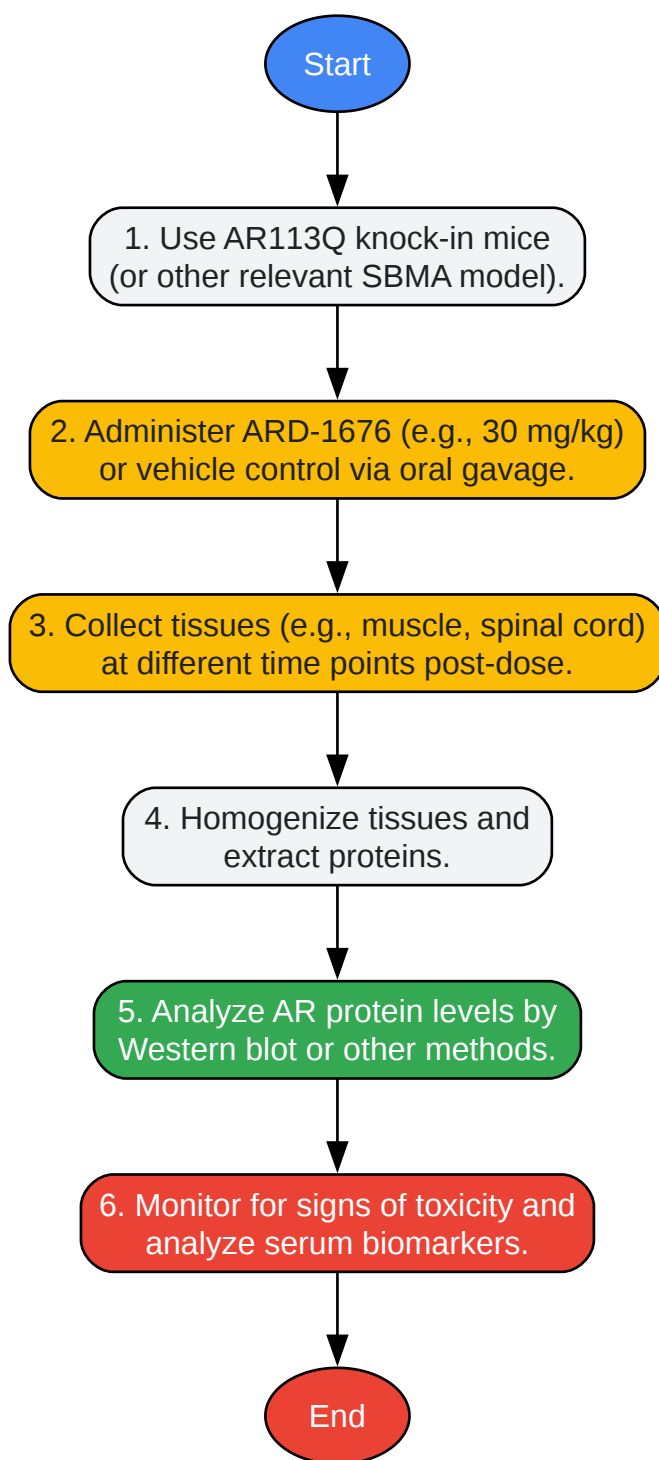 Start
1. Use AR113Q knock-in mice
(or other relevant SBMA model).
2. Administer ARD-1676 (e.g., 30 mg/kg)
or vehicle control via oral gavage.
3. Collect tissues (e.g., muscle, spinal cord)
at different time points post-dose.
4. Homogenize tissues and
extract proteins.
5. Analyze AR protein levels by
Western blot or other methods.
6. Monitor for signs of toxicity and
analyze serum biomarkers.
End